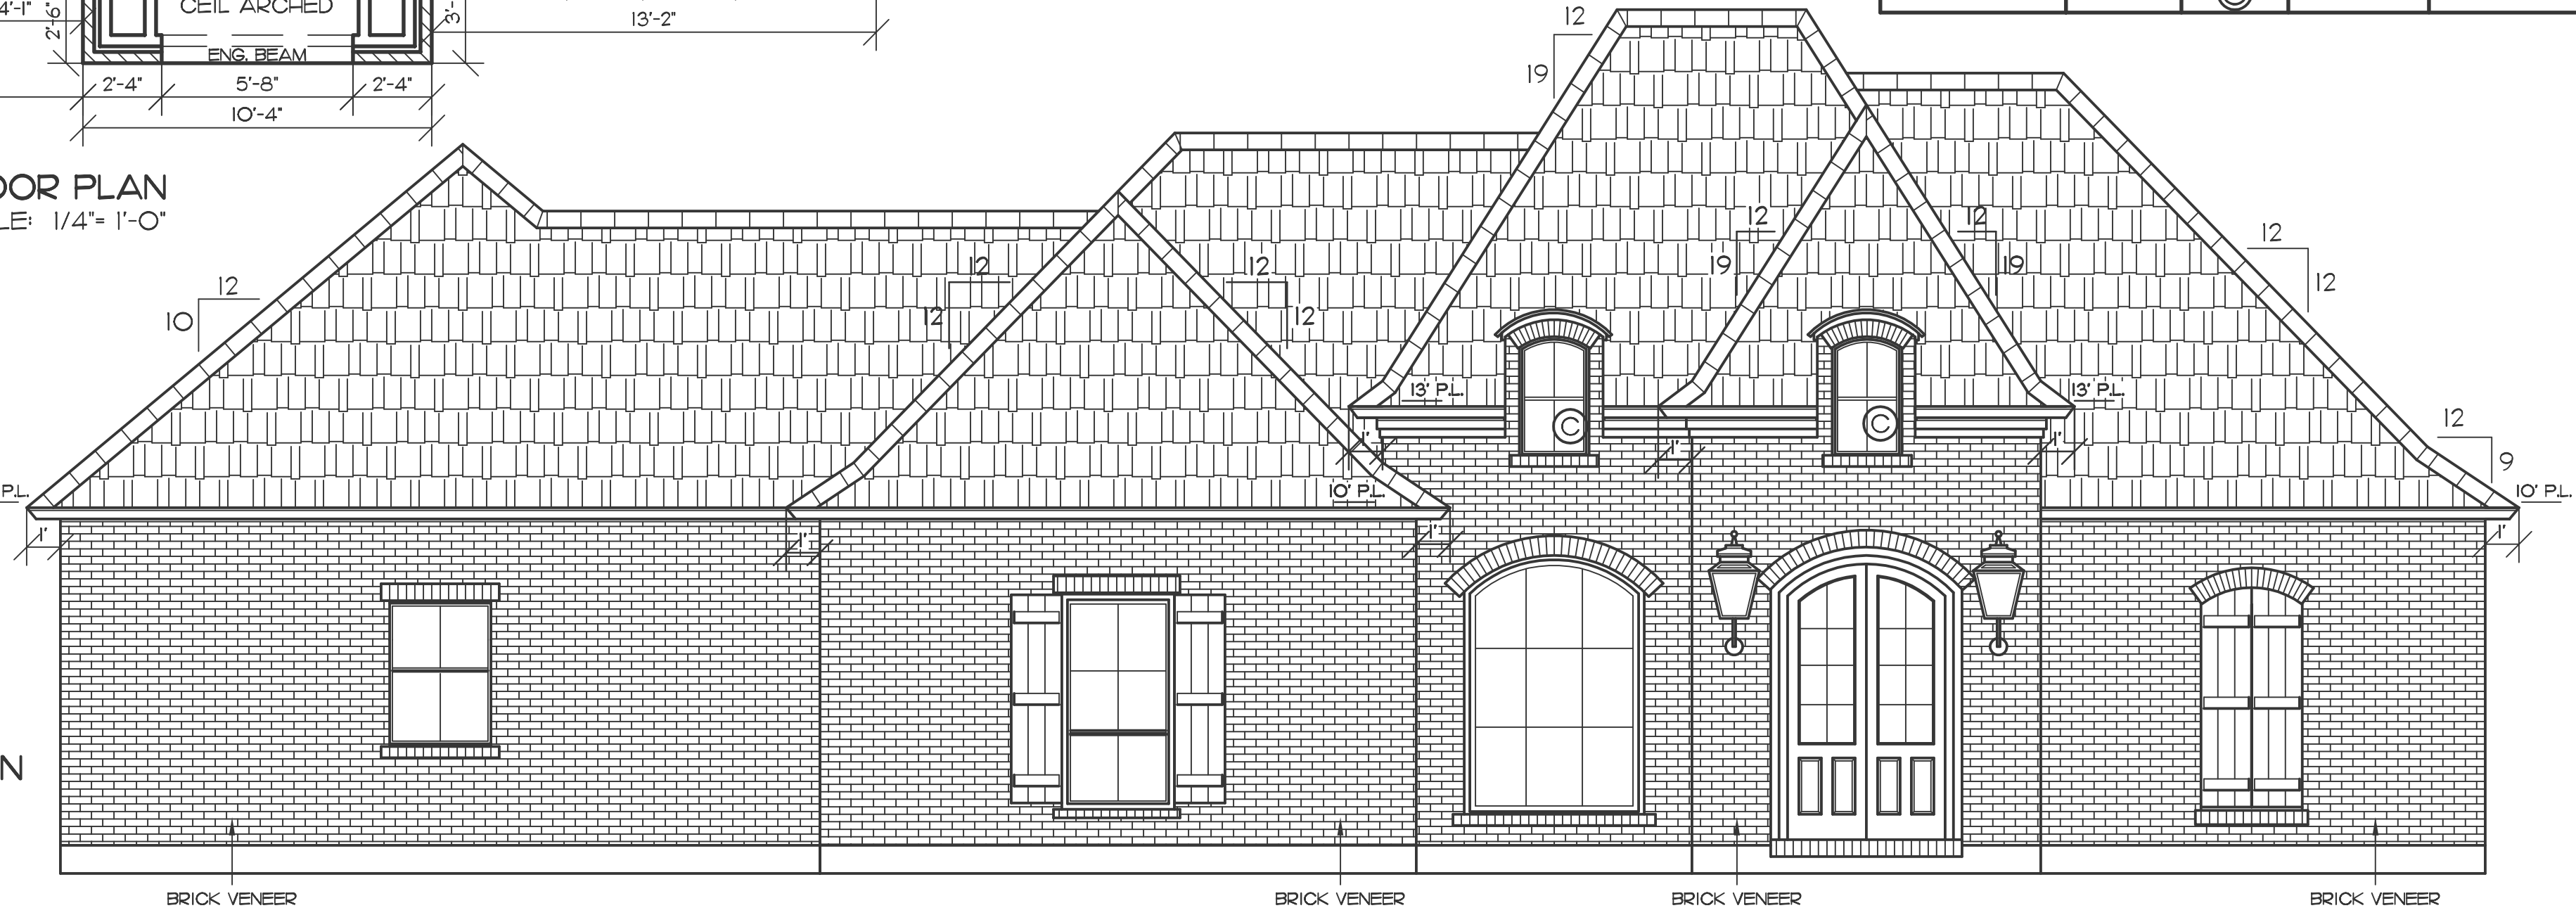 4'-1"
2'-6"
CEIL ARCHED
ENG. BEAM
3'-
13'-2"
2'-4"
5'-8"
2'-4"
10'-4"
OOR PLAN
LE: 1/4"= 1'-0"
C
12
19
12
10
12
12
12
12
12
19
12
19
12
12
12
9
13' P.L.
13' P.L.
C
C
1'
1'
1'
P.L.
10' P.L.
10' P.L.
1'
1'
1'
1'
N
BRICK VENEER
BRICK VENEER
BRICK VENEER
BRICK VENEER